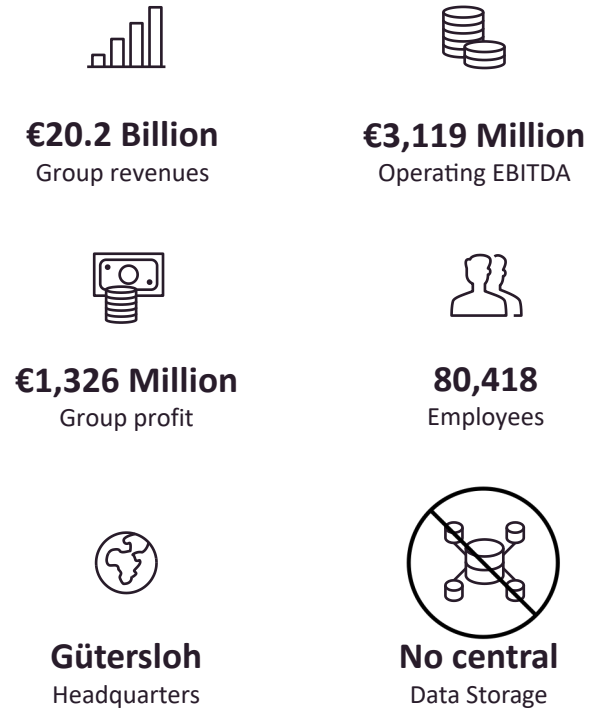 €20.2 Billion
Group revenues
€3,119 Million
Operating EBITDA
€1,326 Million
Group profit
80,418
Employees
Gütersloh
Headquarters
No central
Data Storage